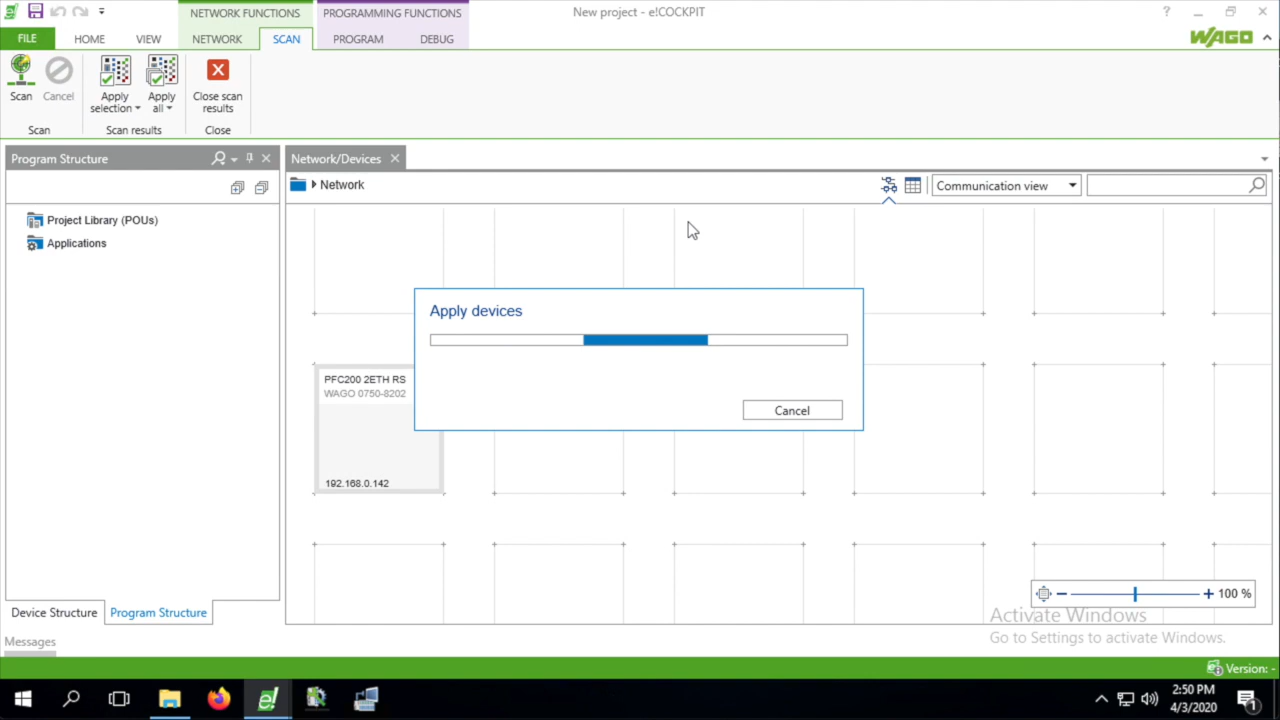 NETWORK FUNCTIONS PROGRAMMING FUNCTIONS New project - e!COCKPIT ?
FILE HOME VIEW NETWORK SCAN PROGRAM DEBUG WAGO
Scan Cancel Apply selection Apply all Close scan results
Scan Scan results Close
Program Structure
Network/Devices
Network Communication view
Project Library (POUs)
Applications
Apply devices
Cancel
PFC200 2ETH RS
WAGO 0750-8202
192.168.0.142
100 %
Activate Windows
Go to Settings to activate Windows.
Device Structure Program Structure
Messages
Version: -
e!
2:50 PM
4/3/2020
1